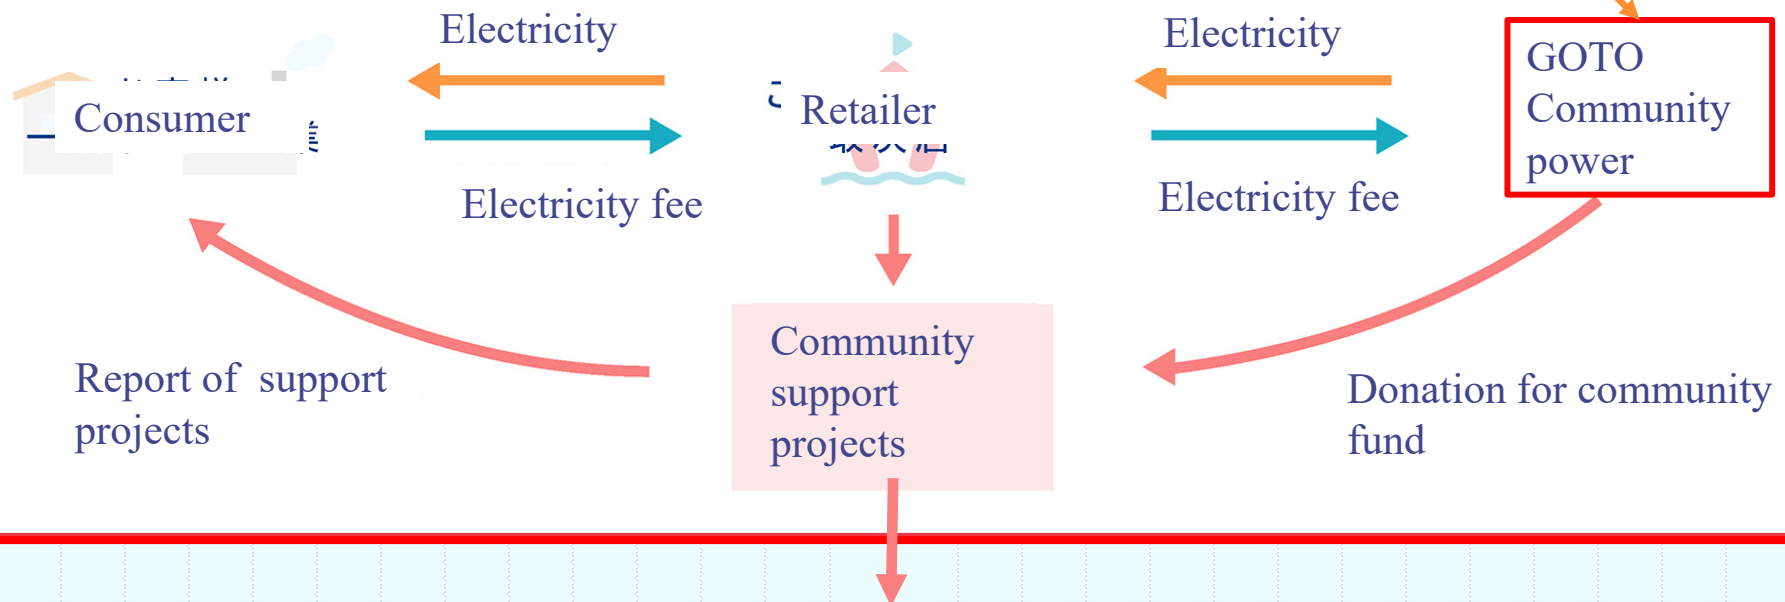 Electricity
Electricity
GOTO
Community
power
Consumer
Retailer
Electricity fee
Electricity fee
Community
support
projects
Report of support
projects
Donation for community
fund